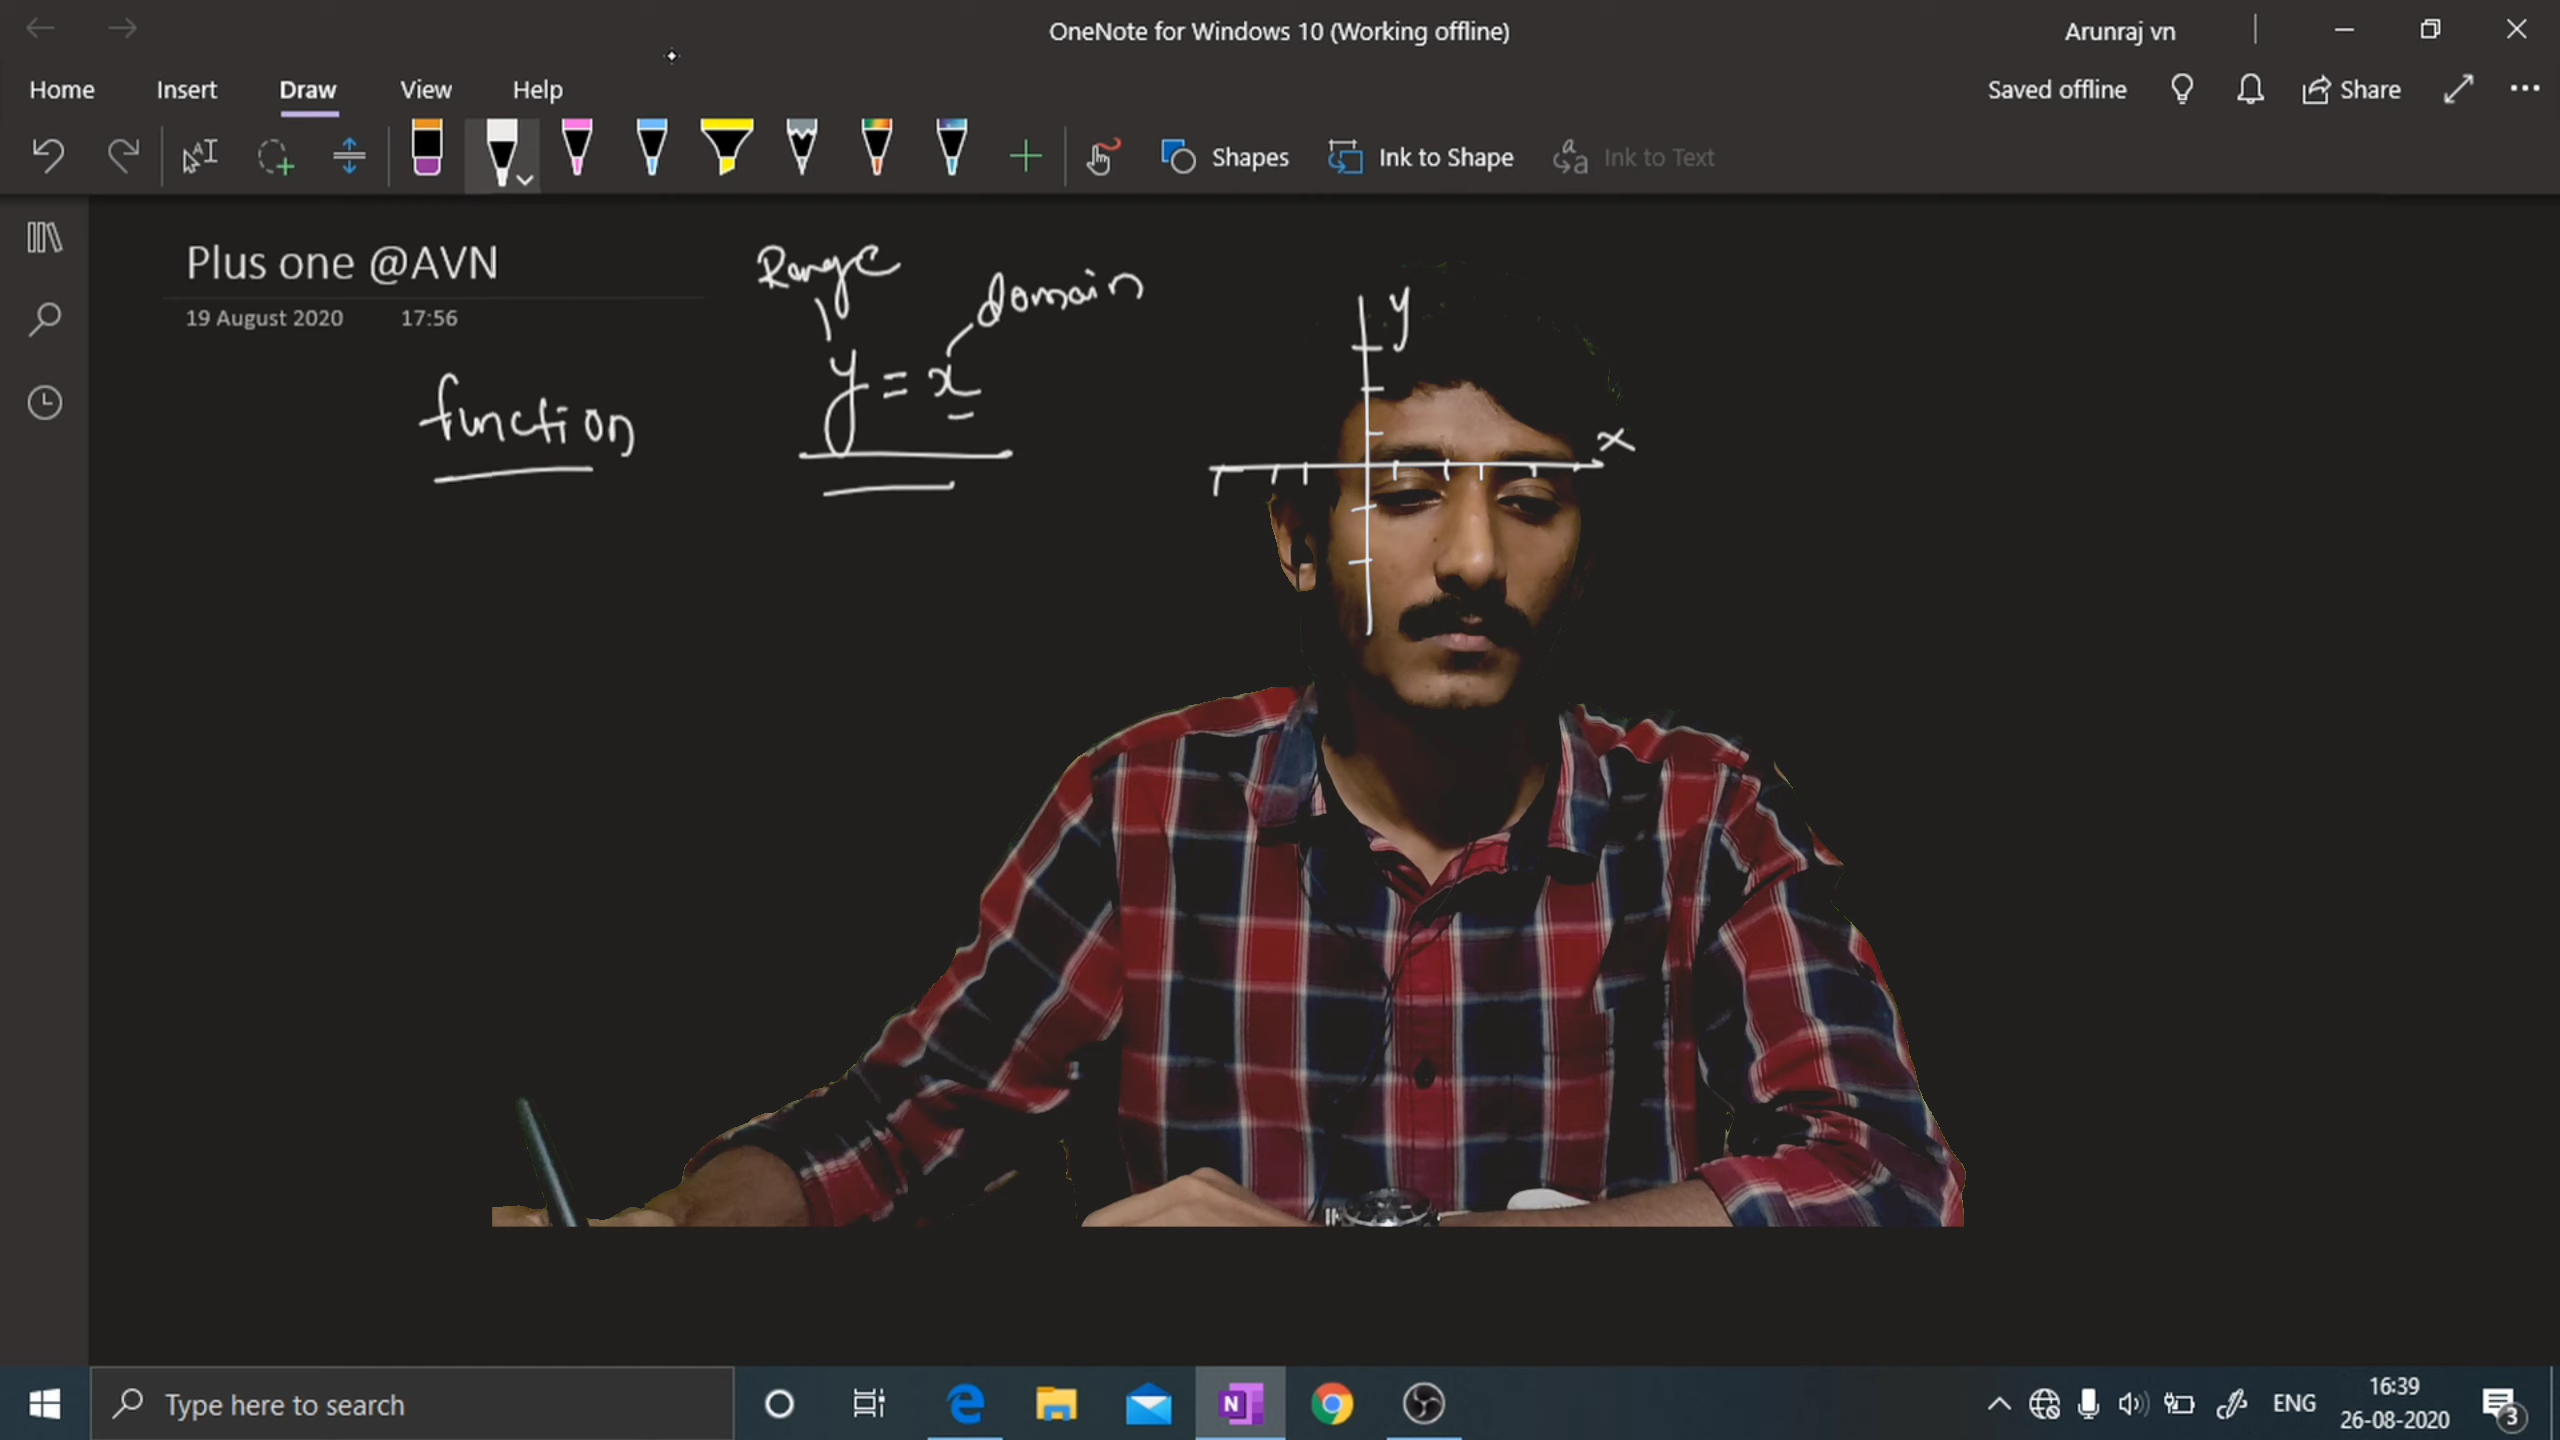 OneNote for Windows 10 (Working offline)
Arunraj vn
Home Insert Draw View Help
Saved offline Share
Shapes Ink to Shape Ink to Text
Plus one @AVN
19 August 2020 17:56
Range
domain
y = x
function
y
x
Type here to search
ENG
16:39
26-08-2020
3